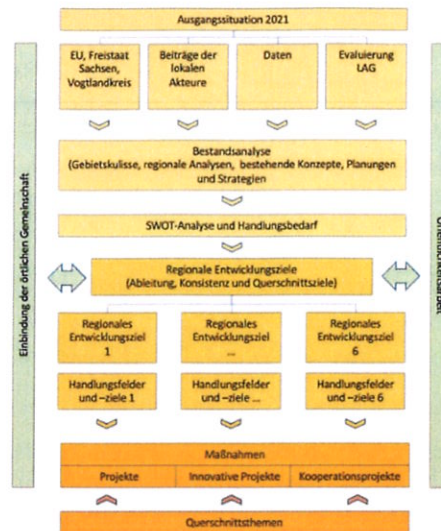 Ausgangssituation 2021
EU, Freistaat
Sachsen,
Vogtlandkreis
Beiträge der
lokalen
Akteure
Daten
Evaluierung
LAG
Bestandsanalyse
(Gebietskulisse, regionale Analysen, bestehende Konzepte, Planungen
und Strategien
SWOT-Analyse und Handlungsbedarf
Regionale Entwicklungsziele
(Ableitung, Konsistenz und Querschnittsziele)
Regionales
Entwicklungsziel
1
Regionales
Entwicklungsziel
...
Regionales
Entwicklungsziel
6
Handlungsfelder
und –ziele 1
Handlungsfelder
und –ziele ...
Handlungsfelder
und –ziele 6
Maßnahmen
Projekte
Innovative Projekte
Kooperationsprojekte
Querschnittsthemen
Einbindung der örtlichen Gemeinschaft